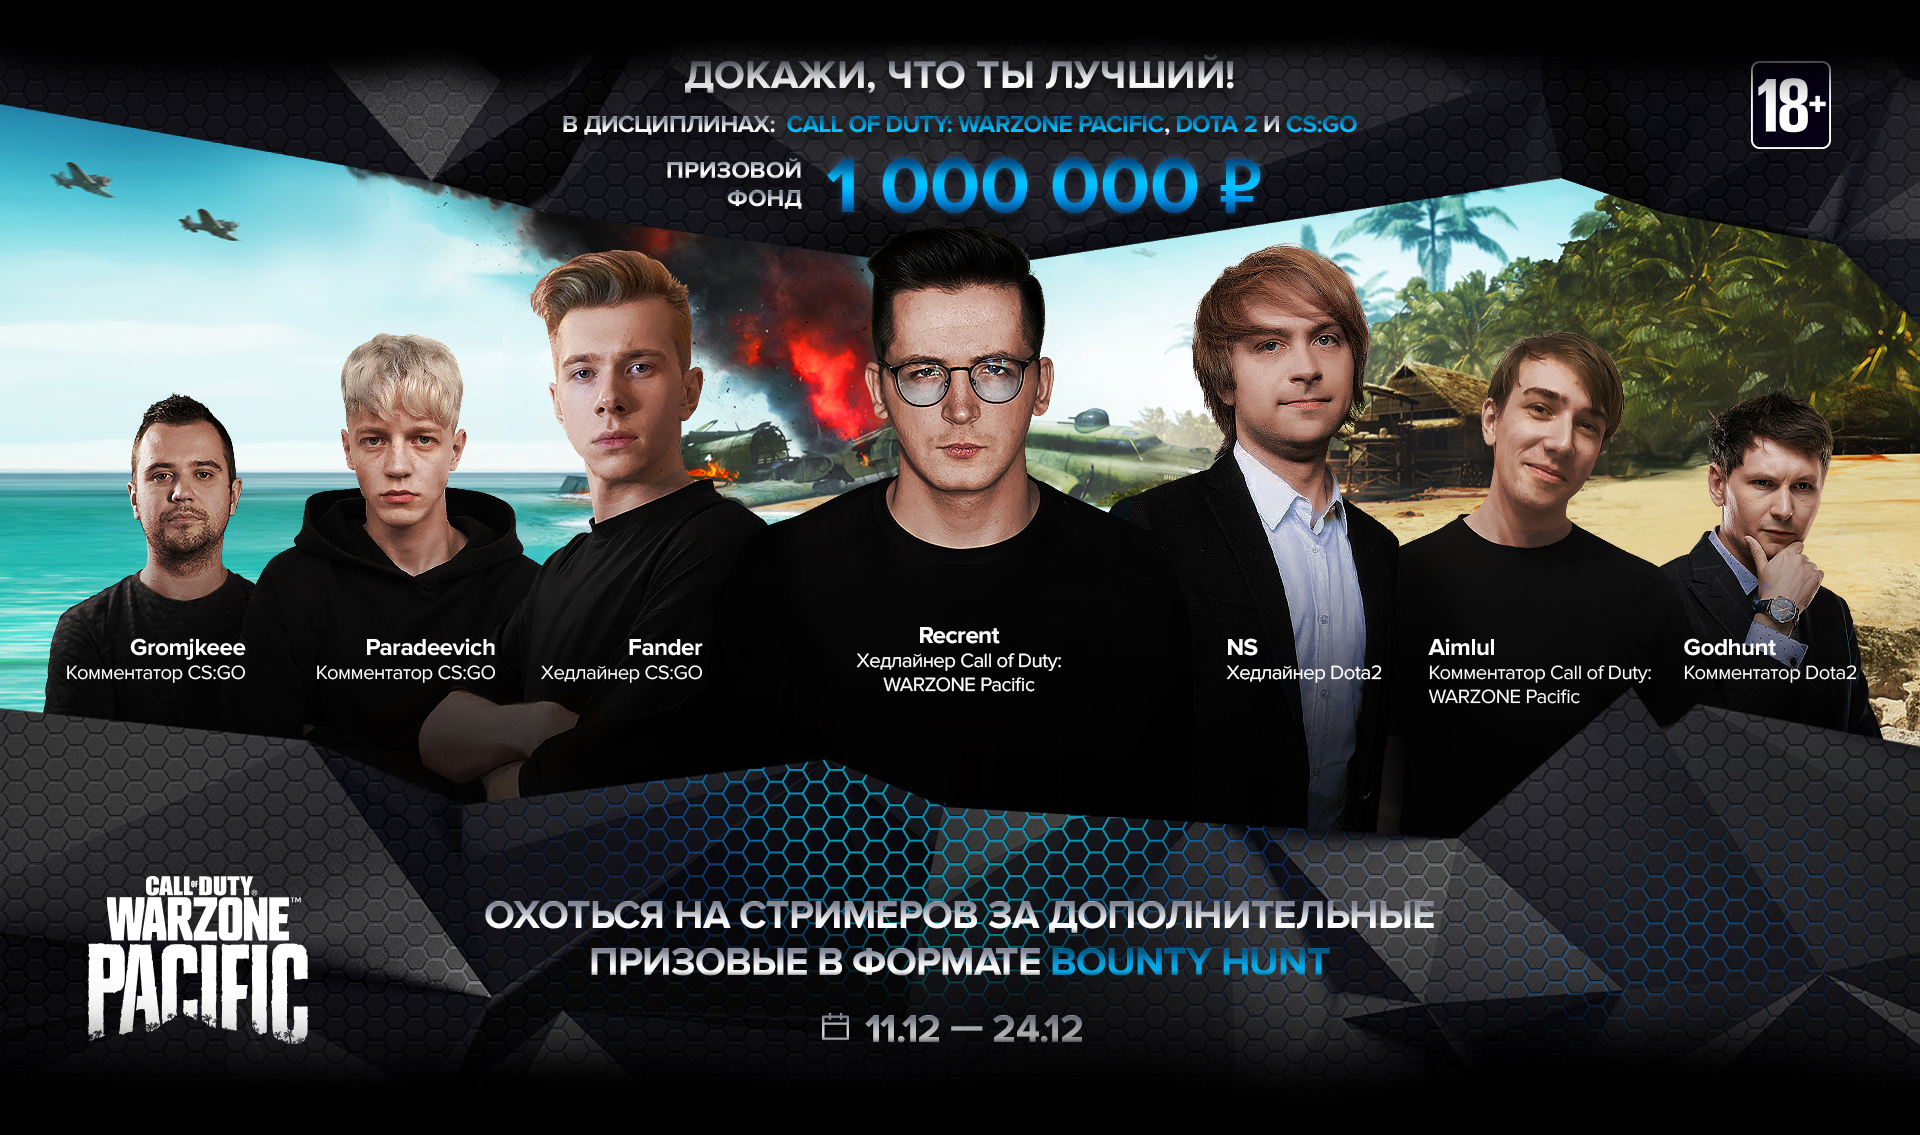 ДОКАЖИ, ЧТО ТЫ ЛУЧШИЙ!
В ДИСЦИПЛИНАХ: CALL OF DUTY: WARZONE PACIFIC, DOTA 2 И CS:GO
ПРИЗОВОЙ
ФОНД
1 000 000 ₽
18+
Gromjkeee
Комментатор CS:GO
Paradeevich
Комментатор CS:GO
Fander
Хедлайнер CS:GO
Recrent
Хедлайнер Call of Duty:
WARZONE Pacific
NS
Хедлайнер Dota2
Aimlul
Комментатор Call of Duty:
WARZONE Pacific
Godhunt
Комментатор Dota2
CALL OF DUTY®
WARZONE™
PACIFIC
ОХОТЬСЯ НА СТРИМЕРОВ ЗА ДОПОЛНИТЕЛЬНЫЕ
ПРИЗОВЫЕ В ФОРМАТЕ BOUNTY HUNT
11.12 — 24.12